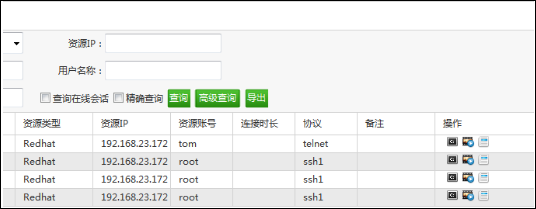 资源IP：
用户名称：
查询在线会话 精确查询 查询 高级查询 导出
资源类型 资源IP 资源账号 连接时长 协议 备注 操作
Redhat 192.168.23.172 tom telnet
Redhat 192.168.23.172 root ssh1
Redhat 192.168.23.172 root ssh1
Redhat 192.168.23.172 root ssh1